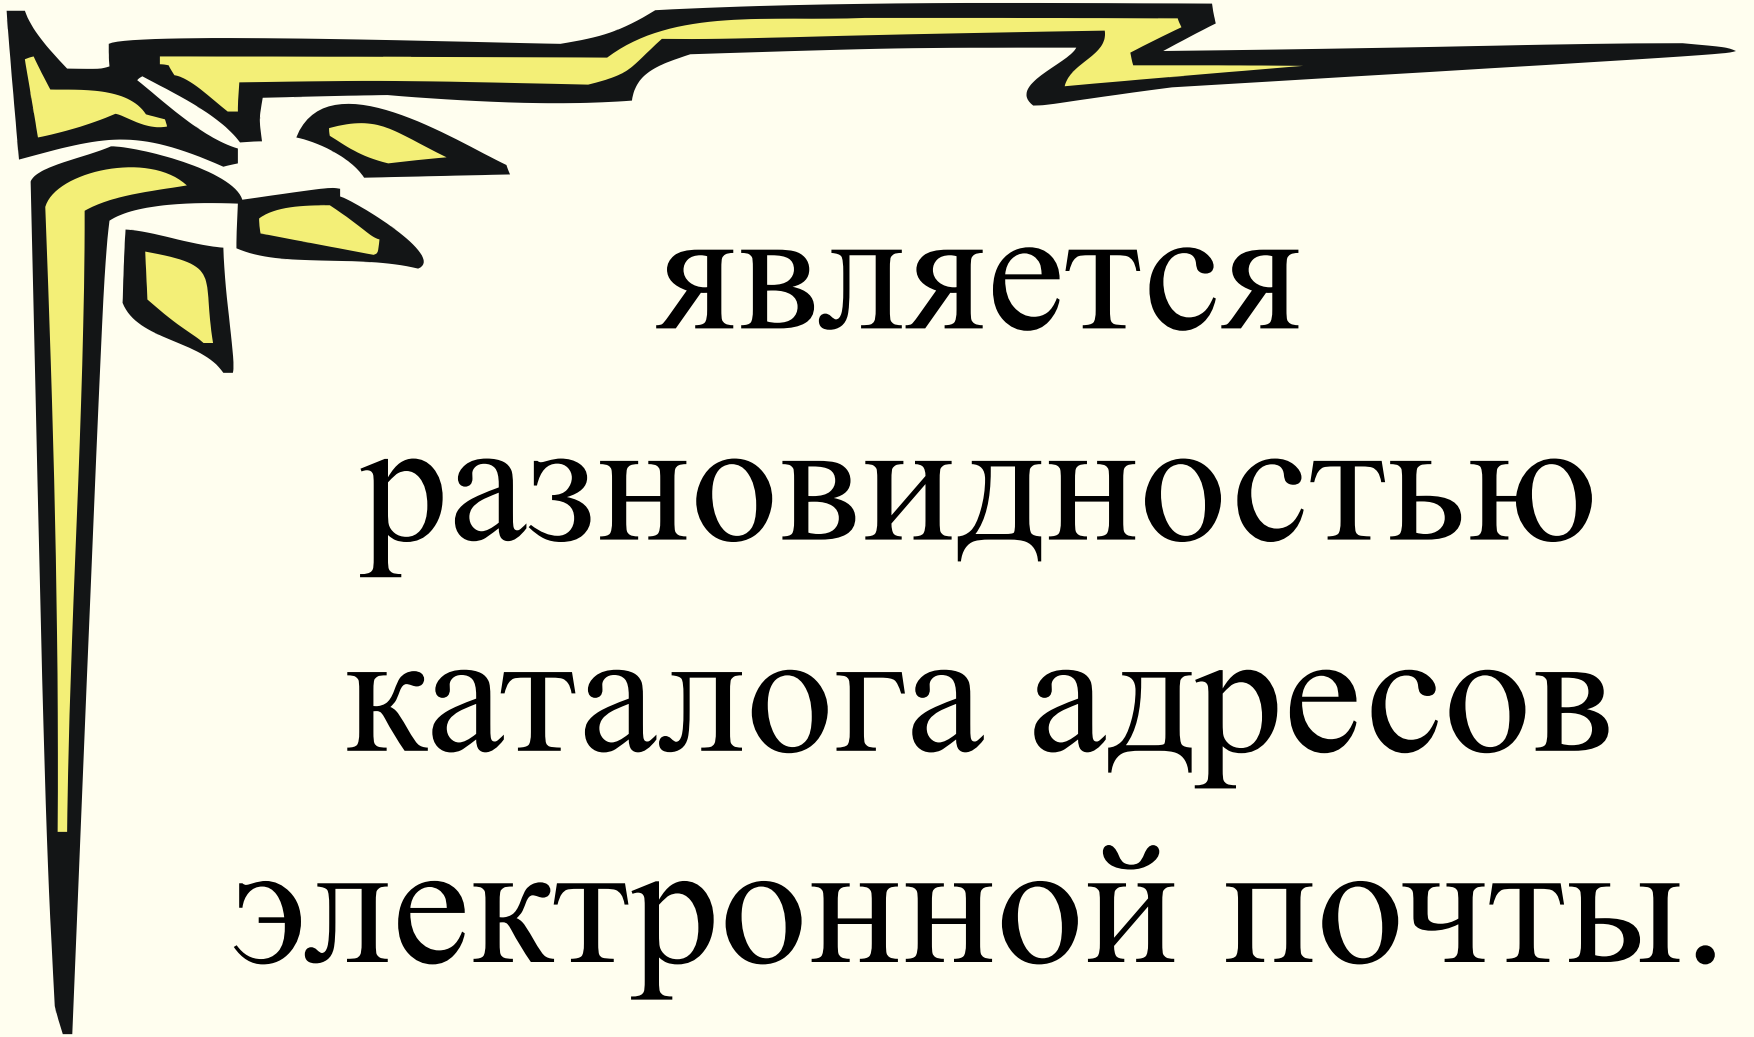 является
разновидностью
каталога адресов
электронной почты.